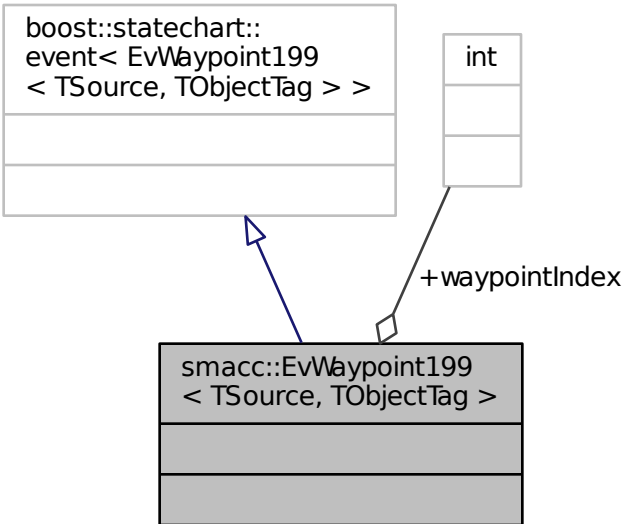 boost::statechart::
event< EvWaypoint199
< TSource, TObjectTag > >
int
+waypointIndex
smacc::EvWaypoint199
< TSource, TObjectTag >